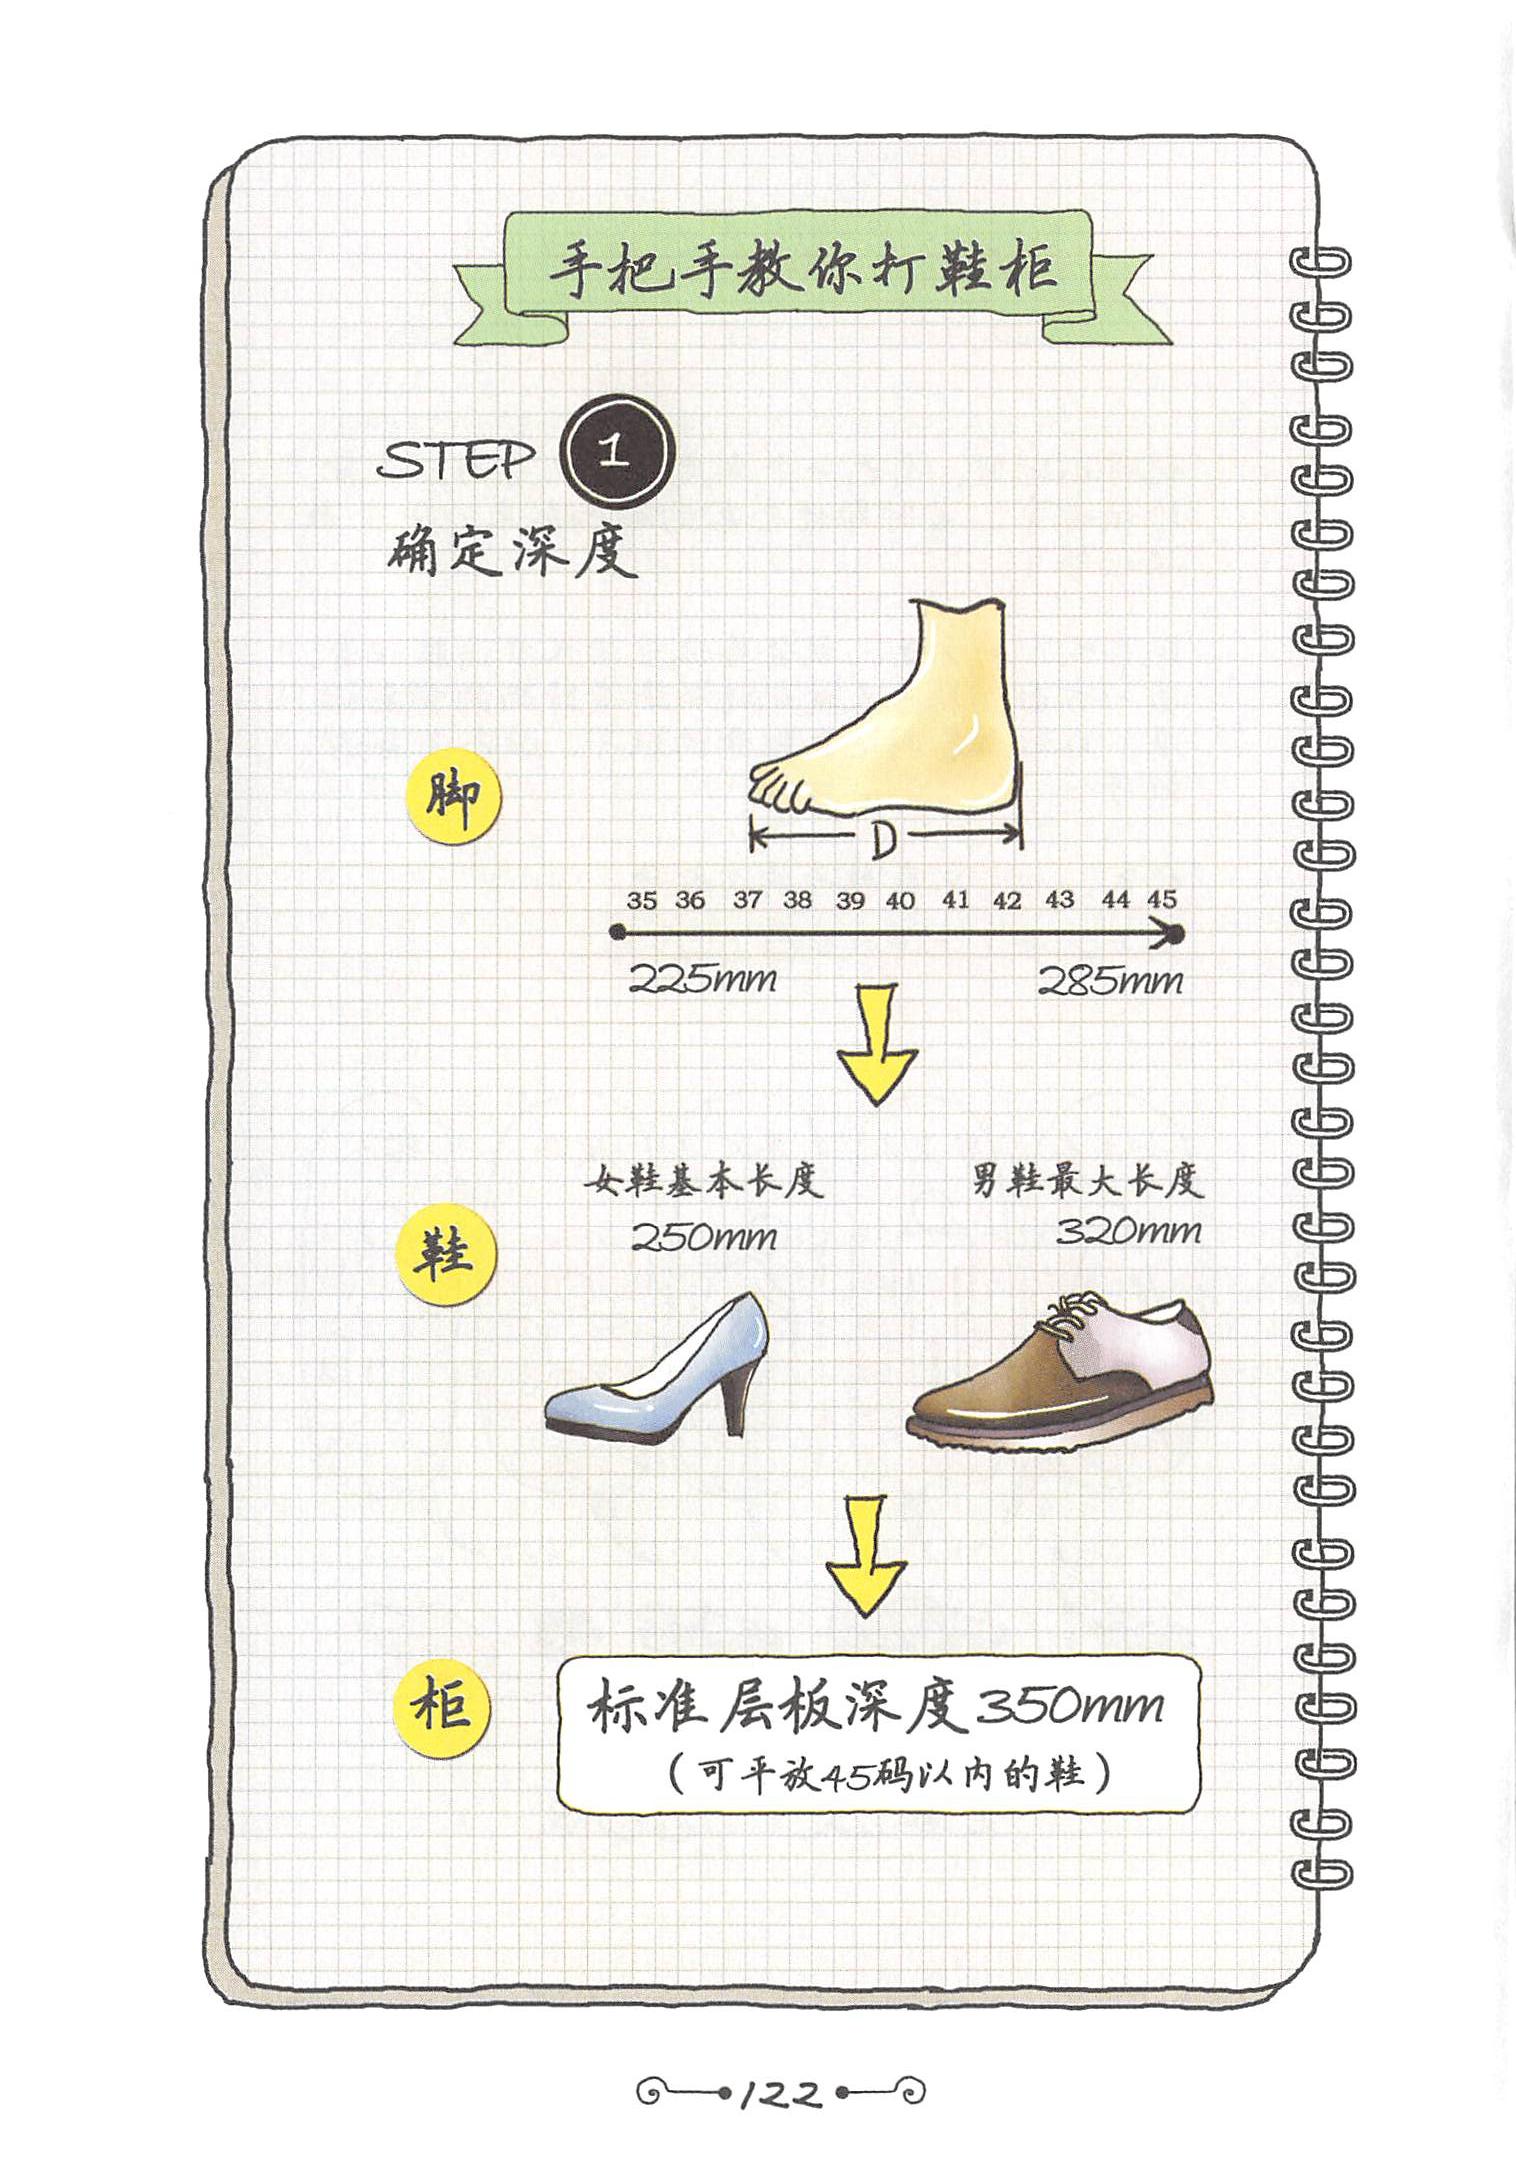 手把手教你打鞋柜
STEP 1
确定深度
脚
D
35 36 37 38 39 40 41 42 43 44 45
225mm 285mm
女鞋基本长度 男鞋最大长度
250mm 320mm
鞋
柜
标准层板深度350mm
(可平放45码以内的鞋)
122